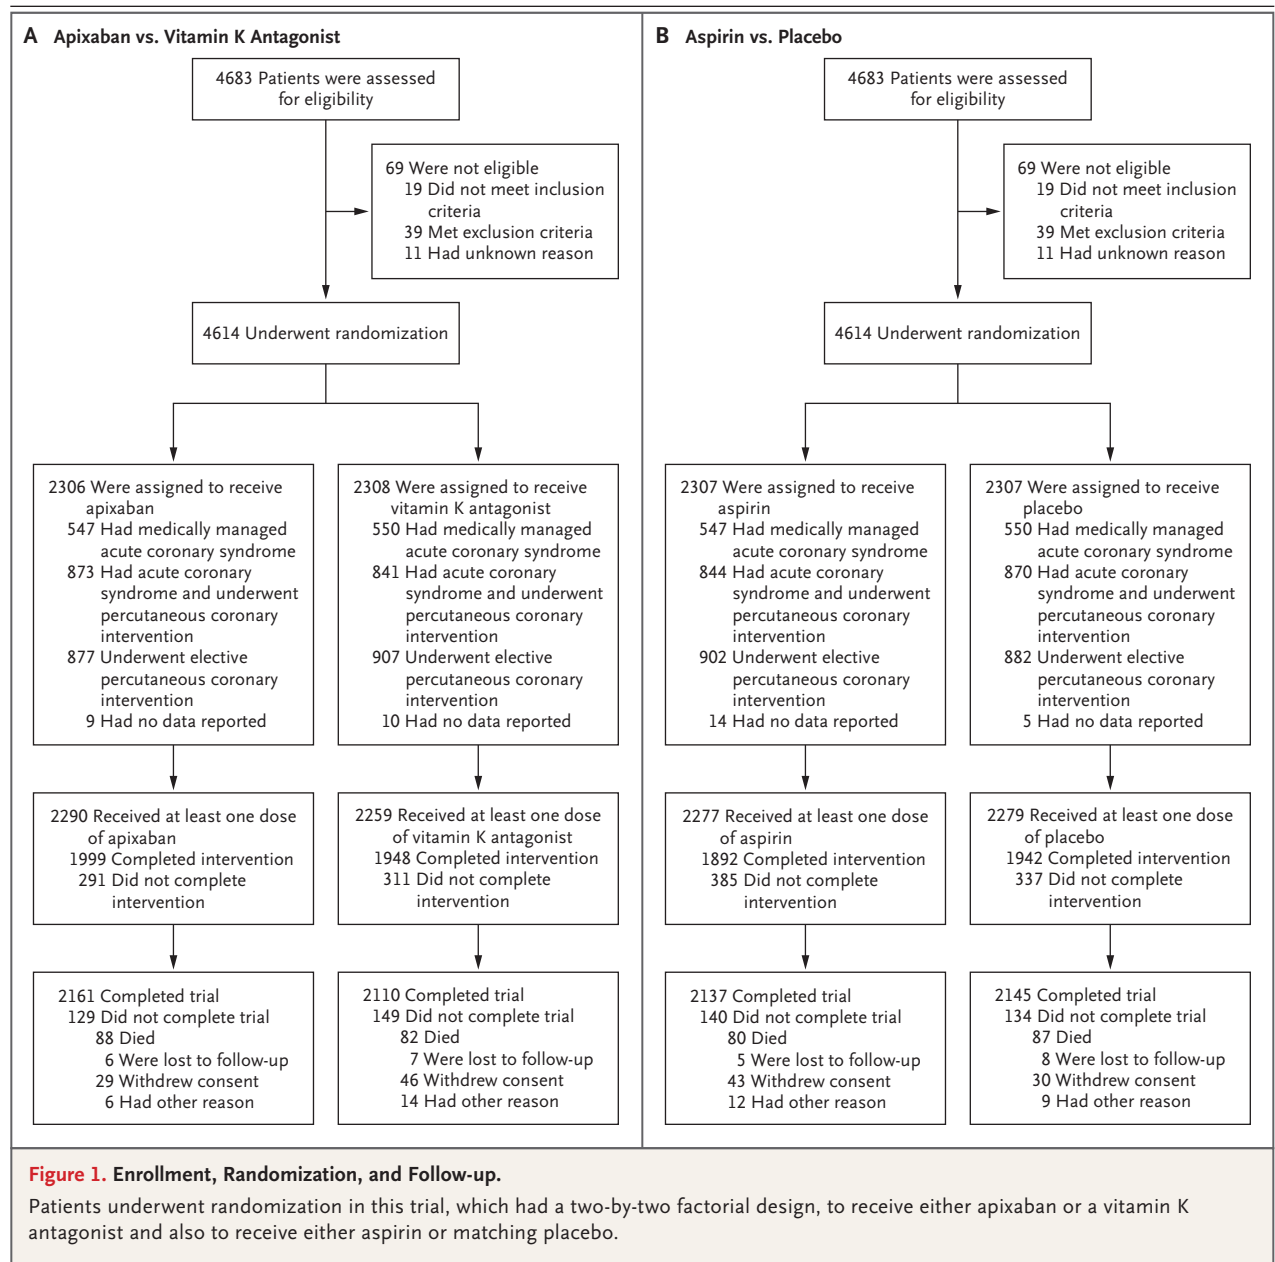 A Apixaban vs. Vitamin K Antagonist
4683 Patients were assessed
for eligibility
69 Were not eligible
19 Did not meet inclusion
criteria
39 Met exclusion criteria
11 Had unknown reason
4614 Underwent randomization
2306 Were assigned to receive
apixaban
547 Had medically managed
acute coronary syndrome
873 Had acute coronary
syndrome and underwent
percutaneous coronary
intervention
877 Underwent elective
percutaneous coronary
intervention
9 Had no data reported
2308 Were assigned to receive
vitamin K antagonist
550 Had medically managed
acute coronary syndrome
841 Had acute coronary
syndrome and underwent
percutaneous coronary
intervention
907 Underwent elective
percutaneous coronary
intervention
10 Had no data reported
2290 Received at least one dose
of apixaban
1999 Completed intervention
291 Did not complete
intervention
2259 Received at least one dose
of vitamin K antagonist
1948 Completed intervention
311 Did not complete
intervention
2161 Completed trial
129 Did not complete trial
88 Died
6 Were lost to follow-up
29 Withdrew consent
6 Had other reason
2110 Completed trial
149 Did not complete trial
82 Died
7 Were lost to follow-up
46 Withdrew consent
14 Had other reason
B Aspirin vs. Placebo
4683 Patients were assessed
for eligibility
69 Were not eligible
19 Did not meet inclusion
criteria
39 Met exclusion criteria
11 Had unknown reason
4614 Underwent randomization
2307 Were assigned to receive
aspirin
547 Had medically managed
acute coronary syndrome
844 Had acute coronary
syndrome and underwent
percutaneous coronary
intervention
902 Underwent elective
percutaneous coronary
intervention
14 Had no data reported
2307 Were assigned to receive
placebo
550 Had medically managed
acute coronary syndrome
870 Had acute coronary
syndrome and underwent
percutaneous coronary
intervention
882 Underwent elective
percutaneous coronary
intervention
5 Had no data reported
2277 Received at least one dose
of aspirin
1892 Completed intervention
385 Did not complete
intervention
2279 Received at least one dose
of placebo
1942 Completed intervention
337 Did not complete
intervention
2137 Completed trial
140 Did not complete trial
80 Died
5 Were lost to follow-up
43 Withdrew consent
12 Had other reason
2145 Completed trial
134 Did not complete trial
87 Died
8 Were lost to follow-up
30 Withdrew consent
9 Had other reason
Figure 1. Enrollment, Randomization, and Follow-up.
Patients underwent randomization in this trial, which had a two-by-two factorial design, to receive either apixaban or a vitamin K
antagonist and also to receive either aspirin or matching placebo.